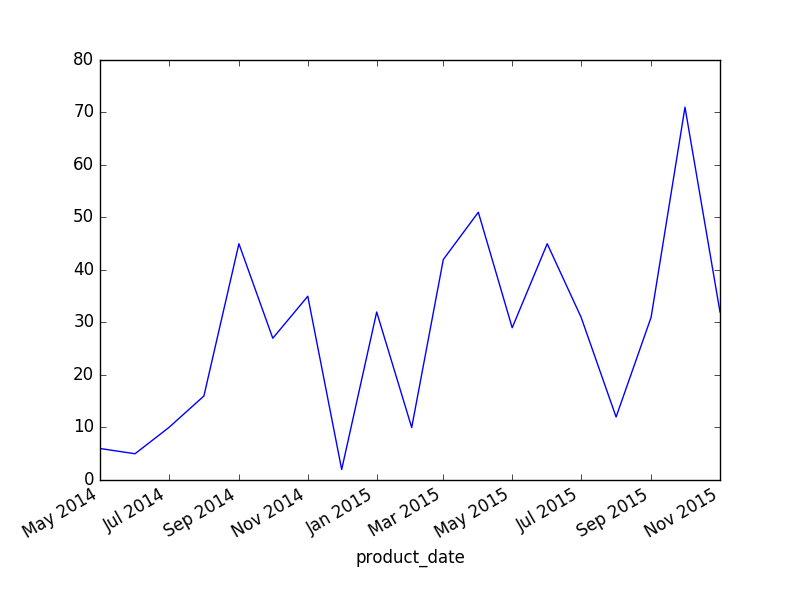 80
70
60
50
40
30
20
10
0
May 2014
Jul 2014
Sep 2014
Nov 2014
Jan 2015
Mar 2015
May 2015
Jul 2015
Sep 2015
Nov 2015
product_date